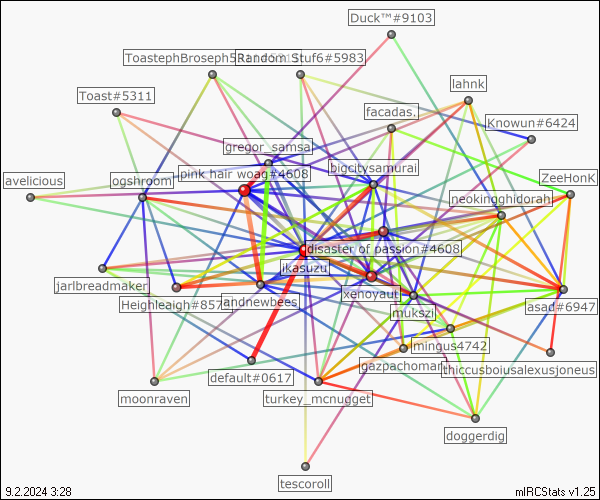 Duck™#9103
ToastephBroseph5
Random Stuf6#5983
lahnk
Toast#5311
facadas.
Knowun#6424
gregor_samsa
bigcitysamurai
pink hair woag#4608
ZeeHonK
avelicious
ogshroom
neokingghidorah
disaster of passion#4608
jkasuzu
jarlbreadmaker
xenoyaut
Heighleaigh#857
andnewbees
asad#6947
mukszi
mingus4742
gazpachoman
default#0617
thiccusboiusalexusjoneus
moonraven
turkey_mcnugget
doggerdig
tescoroll
9.2.2024 3:28
mIRCStats v1.25